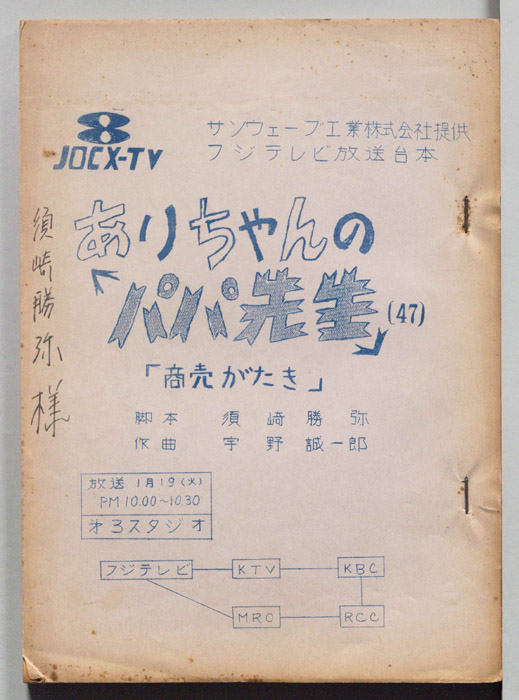 8
JOCX-TV
サンウェーブ工業株式会社提供
フジテレビ放送台本
須崎勝弥様
ありちゃんの
パパ先生 (47)
「商売がたき」
脚本 須崎勝弥
作曲 宇野誠一郎
放送 1月19(水)
PM 10.00~10.30
才3スタジオ
フジテレビ KTV KBC
MRO RCC